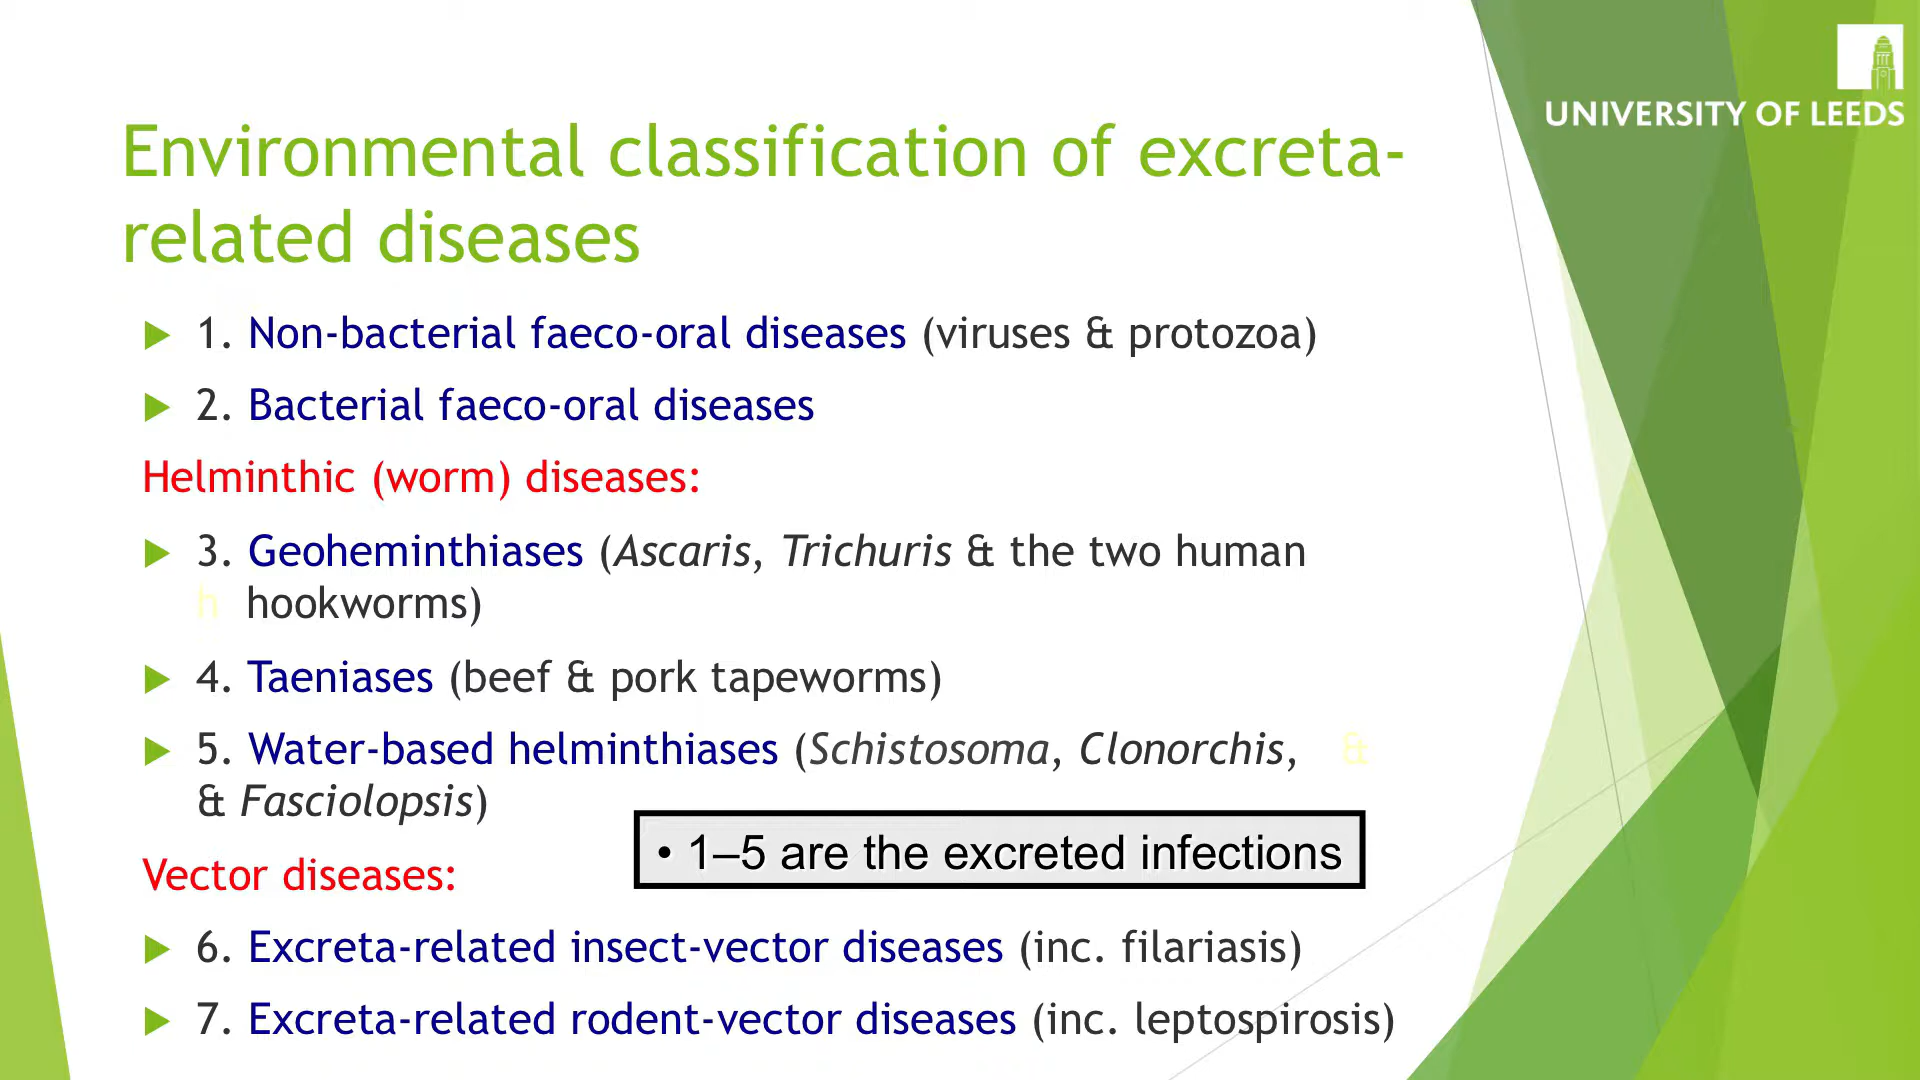 UNIVERSITY OF LEEDS
Environmental classification of excreta-
related diseases
1. Non-bacterial faeco-oral diseases (viruses & protozoa)
2. Bacterial faeco-oral diseases
Helminthic (worm) diseases:
3. Geoheminthiases (Ascaris, Trichuris & the two human
h hookworms)
4. Taeniases (beef & pork tapeworms)
5. Water-based helminthiases (Schistosoma, Clonorchis, &
& Fasciolopsis)
• 1–5 are the excreted infections
Vector diseases:
6. Excreta-related insect-vector diseases (inc. filariasis)
7. Excreta-related rodent-vector diseases (inc. leptospirosis)